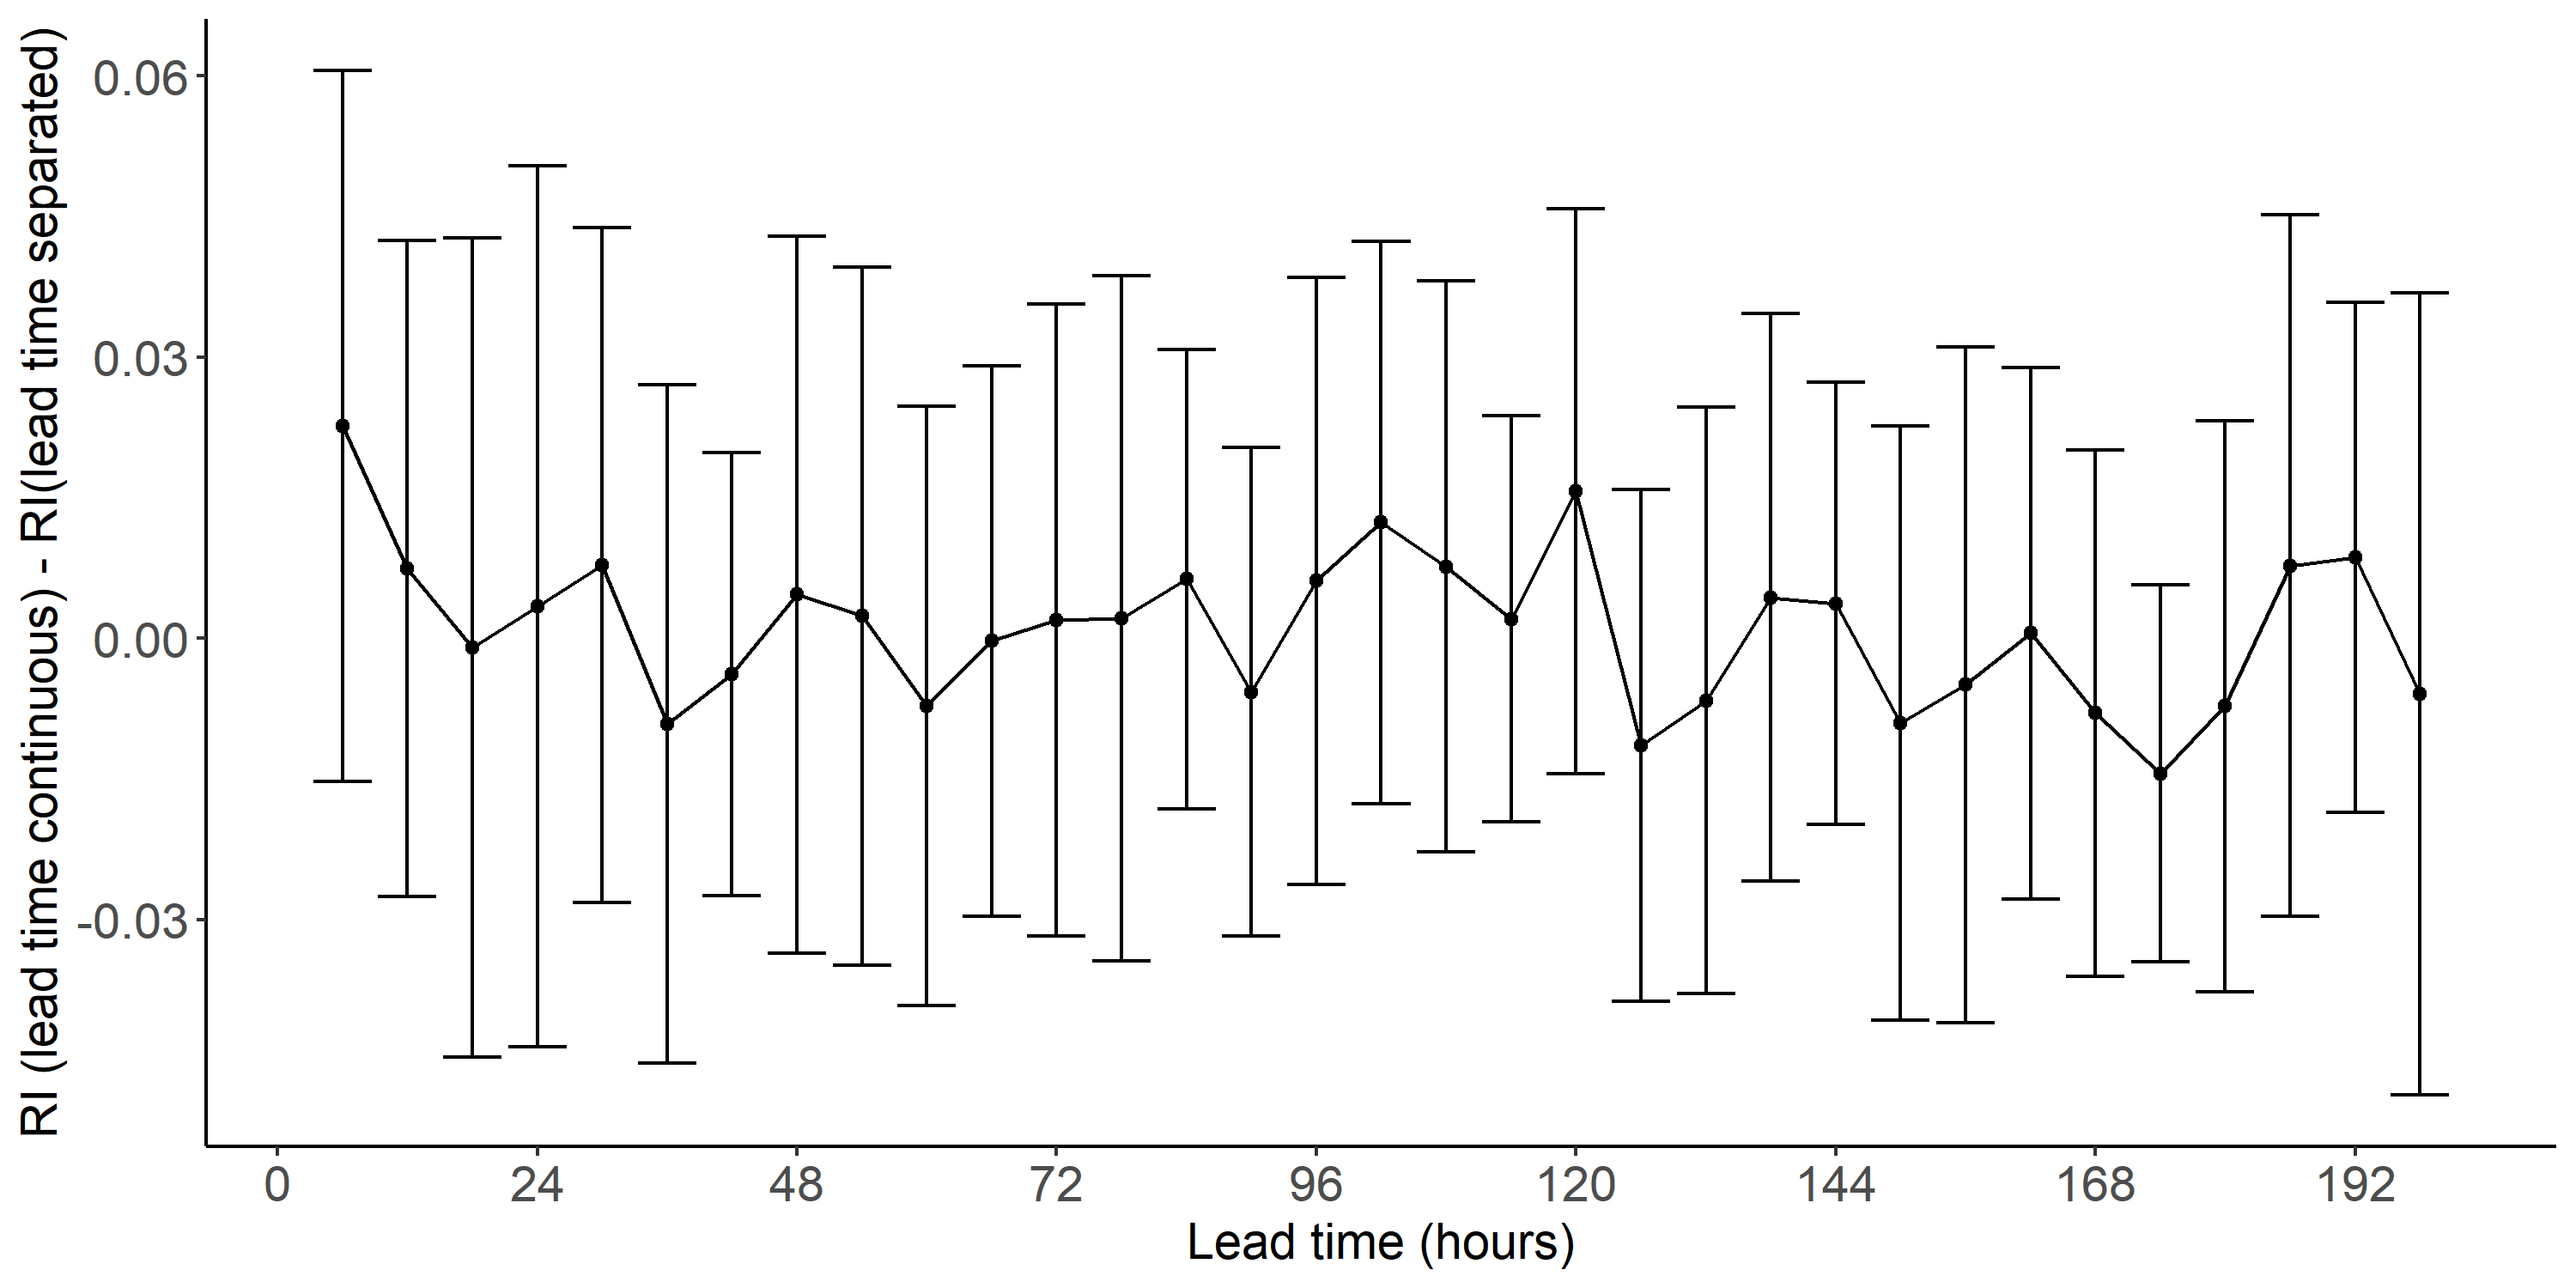 RI (lead time continuous) - RI(lead time separated)
0.06
0.03
0.00
-0.03
0 24 48 72 96 120 144 168 192
Lead time (hours)